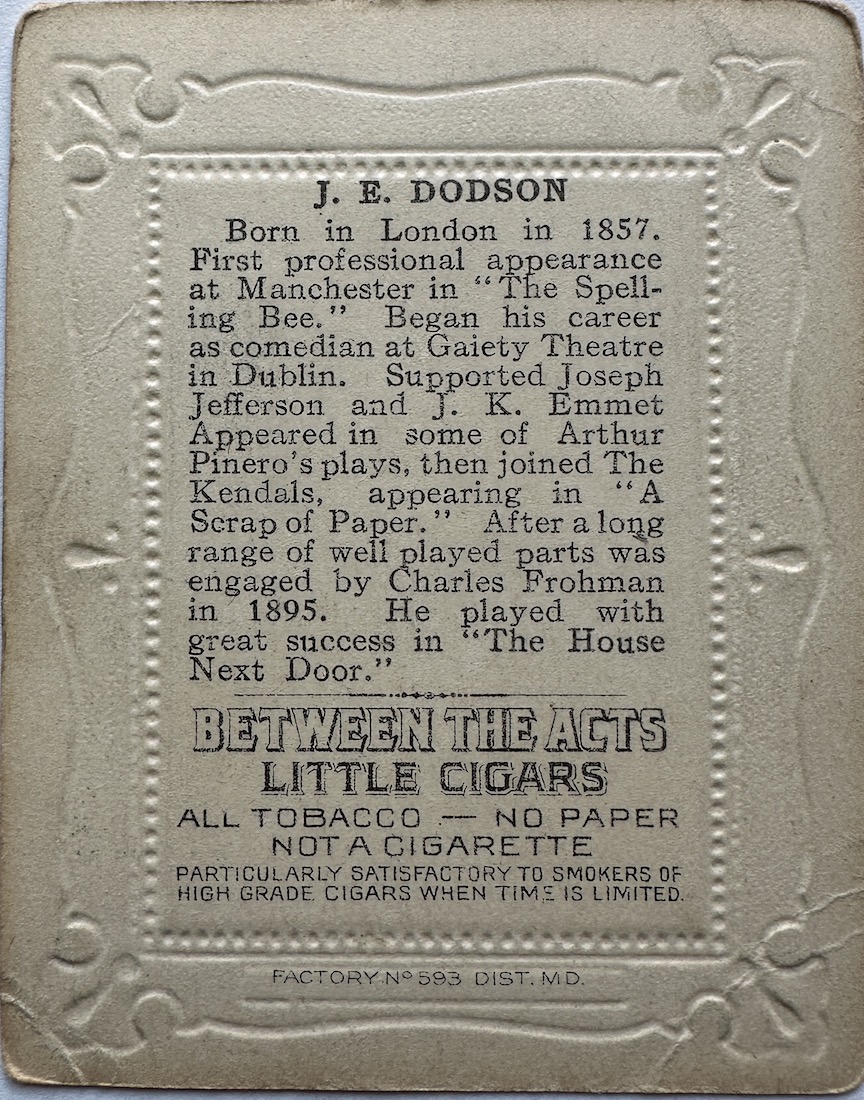 J. E. DODSON
Born in London in 1857.
First professional appearance
at Manchester in “The Spell-
ing Bee.” Began his career
as comedian at Gaiety Theatre
in Dublin. Supported Joseph
Jefferson and J. K. Emmet
Appeared in some of Arthur
Pinero’s plays, then joined The
Kendals, appearing in “A
Scrap of Paper.” After a long
range of well played parts was
engaged by Charles Frohman
in 1895. He played with
great success in “The House
Next Door.”
BETWEEN THE ACTS
LITTLE CIGARS
ALL TOBACCO — NO PAPER
NOT A CIGARETTE
PARTICULARLY SATISFACTORY TO SMOKERS OF
HIGH GRADE CIGARS WHEN TIME IS LIMITED.
FACTORY Nº 593 DIST. MD.